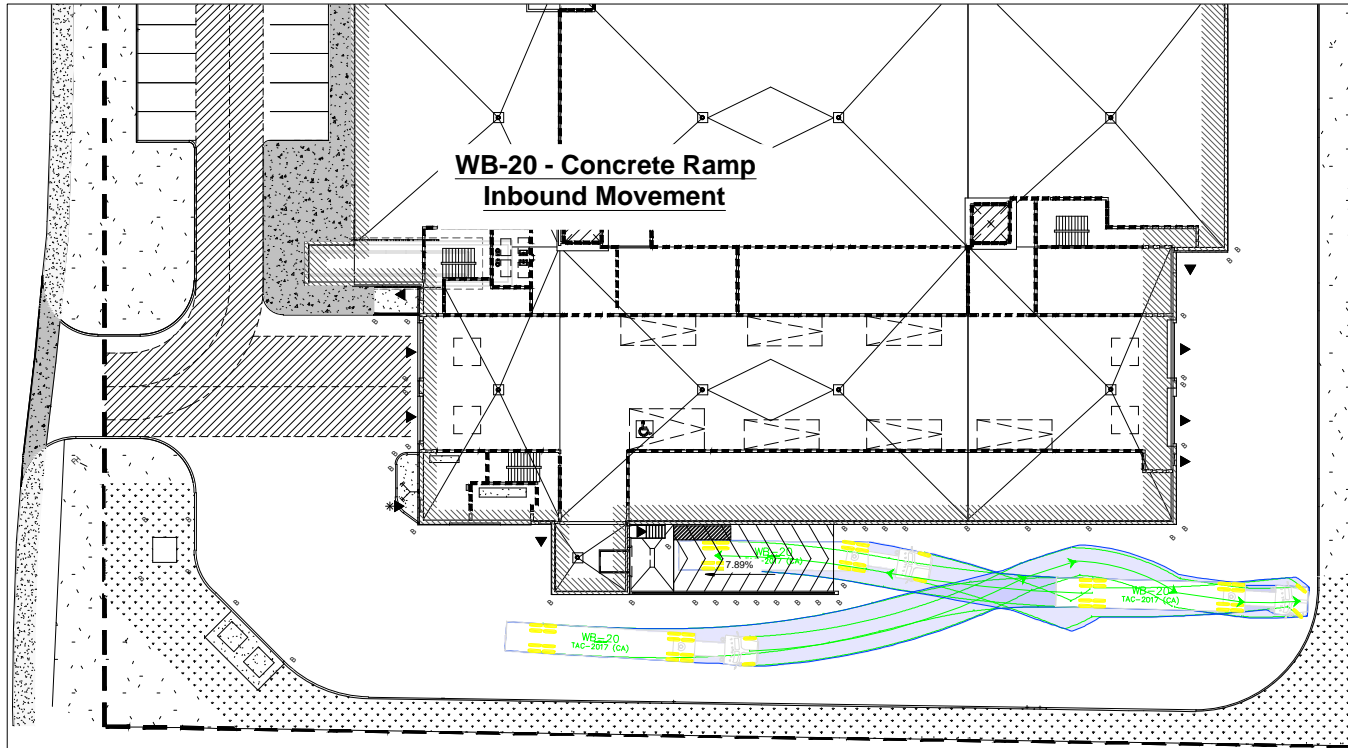 WB-20 - Concrete Ramp
Inbound Movement
WB-20
-2017 (CA)
7.89%
WB-20
TAC-2017 (CA)
WB-20
TAC-2017 (CA)